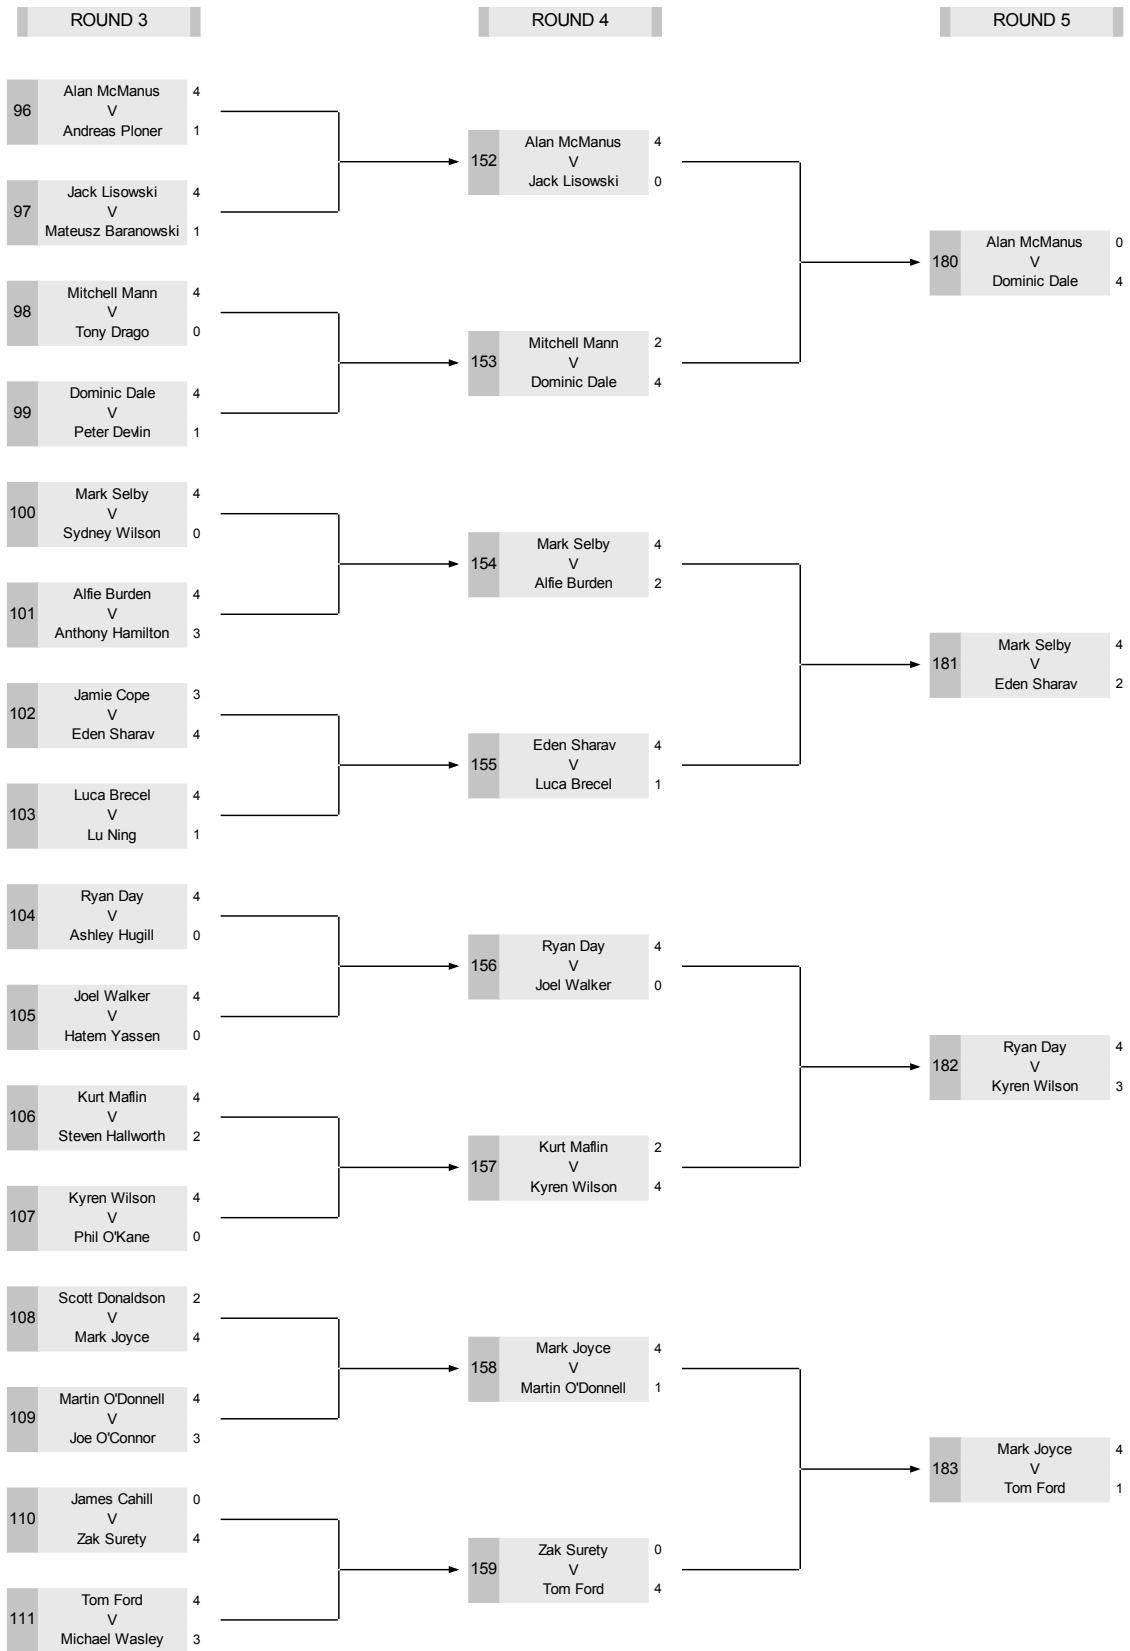 ROUND 3
ROUND 4
ROUND 5
96
Alan McManus 4
V
Andreas Ploner 1
97
Jack Lisowski 4
V
Mateusz Baranowski 1
98
Mitchell Mann 4
V
Tony Drago 0
99
Dominic Dale 4
V
Peter Devlin 1
100
Mark Selby 4
V
Sydney Wilson 0
101
Alfie Burden 4
V
Anthony Hamilton 3
102
Jamie Cope 3
V
Eden Sharav 4
103
Luca Brecel 4
V
Lu Ning 1
104
Ryan Day 4
V
Ashley Hugill 0
105
Joel Walker 4
V
Hatem Yassen 0
106
Kurt Maflin 4
V
Steven Hallworth 2
107
Kyren Wilson 4
V
Phil O'Kane 0
108
Scott Donaldson 2
V
Mark Joyce 4
109
Martin O'Donnell 4
V
Joe O'Connor 3
110
James Cahill 0
V
Zak Surety 4
111
Tom Ford 4
V
Michael Wasley 3
152
Alan McManus 4
V
Jack Lisowski 0
153
Mitchell Mann 2
V
Dominic Dale 4
154
Mark Selby 4
V
Alfie Burden 2
155
Eden Sharav 4
V
Luca Brecel 1
156
Ryan Day 4
V
Joel Walker 0
157
Kurt Maflin 2
V
Kyren Wilson 4
158
Mark Joyce 4
V
Martin O'Donnell 1
159
Zak Surety 0
V
Tom Ford 4
180
Alan McManus 0
V
Dominic Dale 4
181
Mark Selby 4
V
Eden Sharav 2
182
Ryan Day 4
V
Kyren Wilson 3
183
Mark Joyce 4
V
Tom Ford 1